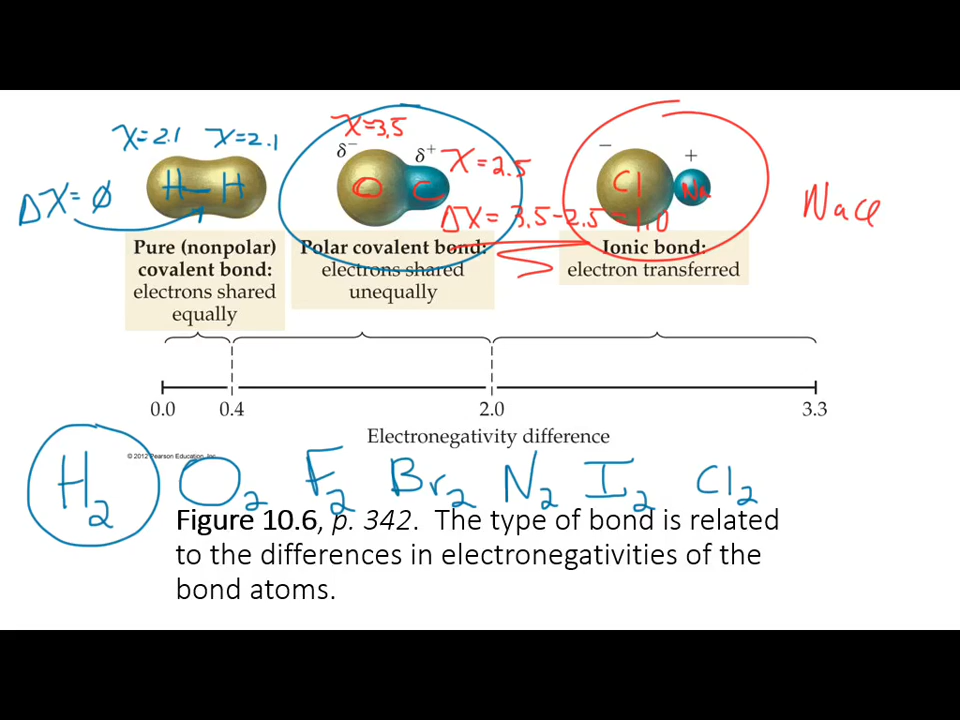 χ=2.1 χ=2.1
χ=3.5
δ⁻ δ⁺ χ=2.5
− +
Δχ=∅ H—H
O C
Cl Na
NaCl
Δχ= 3.5-2.5=1.0
Pure (nonpolar)
covalent bond:
electrons shared
equally
Polar covalent bond:
electrons shared
unequally
Ionic bond:
electron transferred
0.0 0.4 2.0 3.3
Electronegativity difference
© 2012 Pearson Education, Inc.
H₂ O₂ F₂ Br₂ N₂ I₂ Cl₂
Figure 10.6, p. 342. The type of bond is related
to the differences in electronegativities of the
bond atoms.